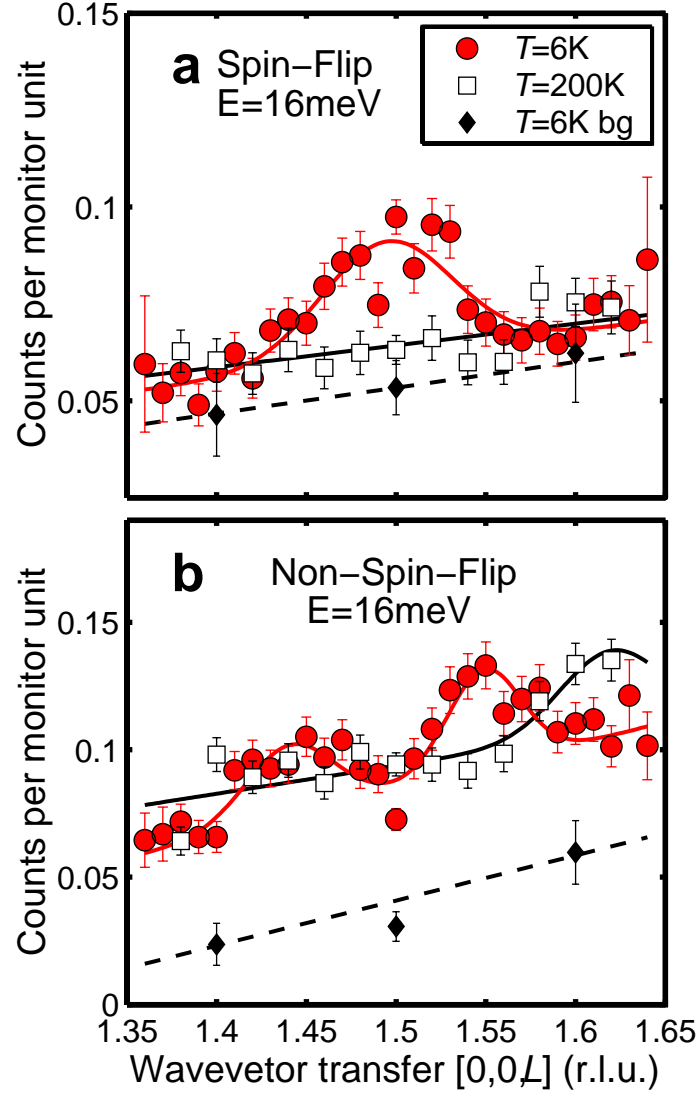 0.15
a Spin−Flip
E=16meV
T=6K
T=200K
T=6K bg
0.1
0.05
Counts per monitor unit
b Non−Spin−Flip
E=16meV
0.15
0.1
0.05
0
Counts per monitor unit
1.35 1.4 1.45 1.5 1.55 1.6 1.65
Wavevetor transfer [0,0,L] (r.l.u.)